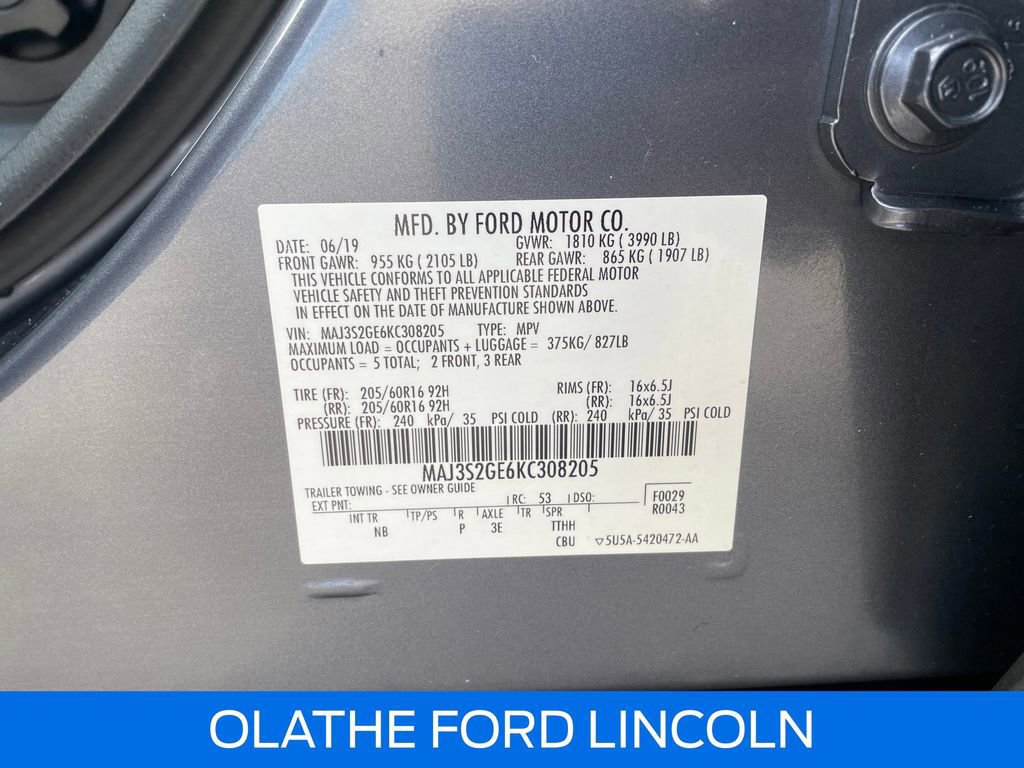 MFD. BY FORD MOTOR CO.
DATE: 06/19 GVWR: 1810 KG ( 3990 LB)
FRONT GAWR: 955 KG ( 2105 LB) REAR GAWR: 865 KG ( 1907 LB)
THIS VEHICLE CONFORMS TO ALL APPLICABLE FEDERAL MOTOR
VEHICLE SAFETY AND THEFT PREVENTION STANDARDS
IN EFFECT ON THE DATE OF MANUFACTURE SHOWN ABOVE.
VIN: MAJ3S2GE6KC308205 TYPE: MPV
MAXIMUM LOAD = OCCUPANTS + LUGGAGE = 375KG/ 827LB
OCCUPANTS = 5 TOTAL; 2 FRONT, 3 REAR
TIRE (FR): 205/60R16 92H RIMS (FR): 16x6.5J
(RR): 205/60R16 92H (RR): 16x6.5J
PRESSURE (FR): 240 kPa/ 35 PSI COLD (RR): 240 kPa/ 35 PSI COLD
MAJ3S2GE6KC308205
TRAILER TOWING - SEE OWNER GUIDE
EXT PNT: RC: 53 DSO: F0029
R0043
INT TR TP/PS R AXLE TR SPR
NB P 3E TTHH
CBU ▽5U5A-5420472-AA
OLATHE FORD LINCOLN